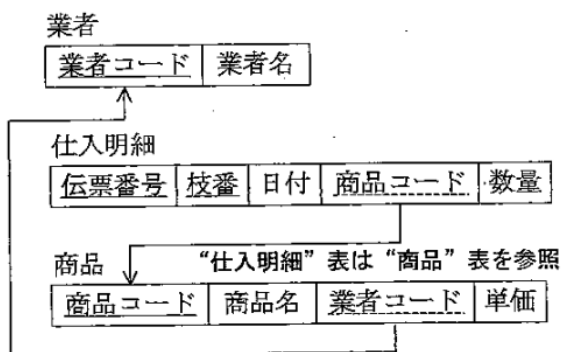 業者
業者コード 業者名
仕入明細
伝票番号 枝番 日付 商品コード 数量
商品 “仕入明細”表は“商品”表を参照
商品コード 商品名 業者コード 単価